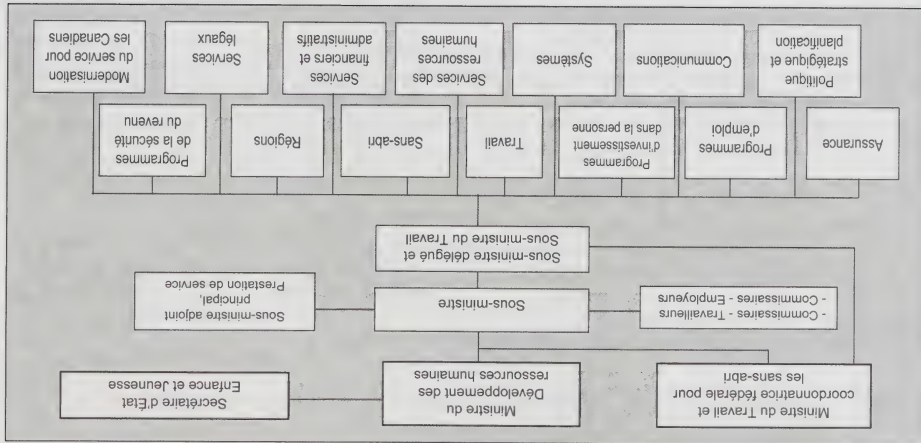 Ministre du Travail et
coordonnatrice fédérale pour
les sans-abri
Ministre du
Développement des
ressources humaines
Secrétaire d'État
Enfance et Jeunesse
- Commissaires - Travailleurs
- Commissaires - Employeurs
Sous-ministre
Sous-ministre adjoint
principal,
Prestation de service
Sous-ministre délégué et
Sous-ministre du Travail
Assurance
Programmes
d'emploi
Programmes
d'investissement
dans la personne
Travail
Sans-abri
Régions
Programmes
de la sécurité
du revenu
Politique
stratégique et
planification
Communications
Systèmes
Services des
ressources
humaines
Services
financiers et
administratifs
Services
légaux
Modernisation
du service pour
les Canadiens